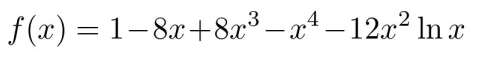 f(x) = 1−8x+8x³−x⁴−12x² ln x